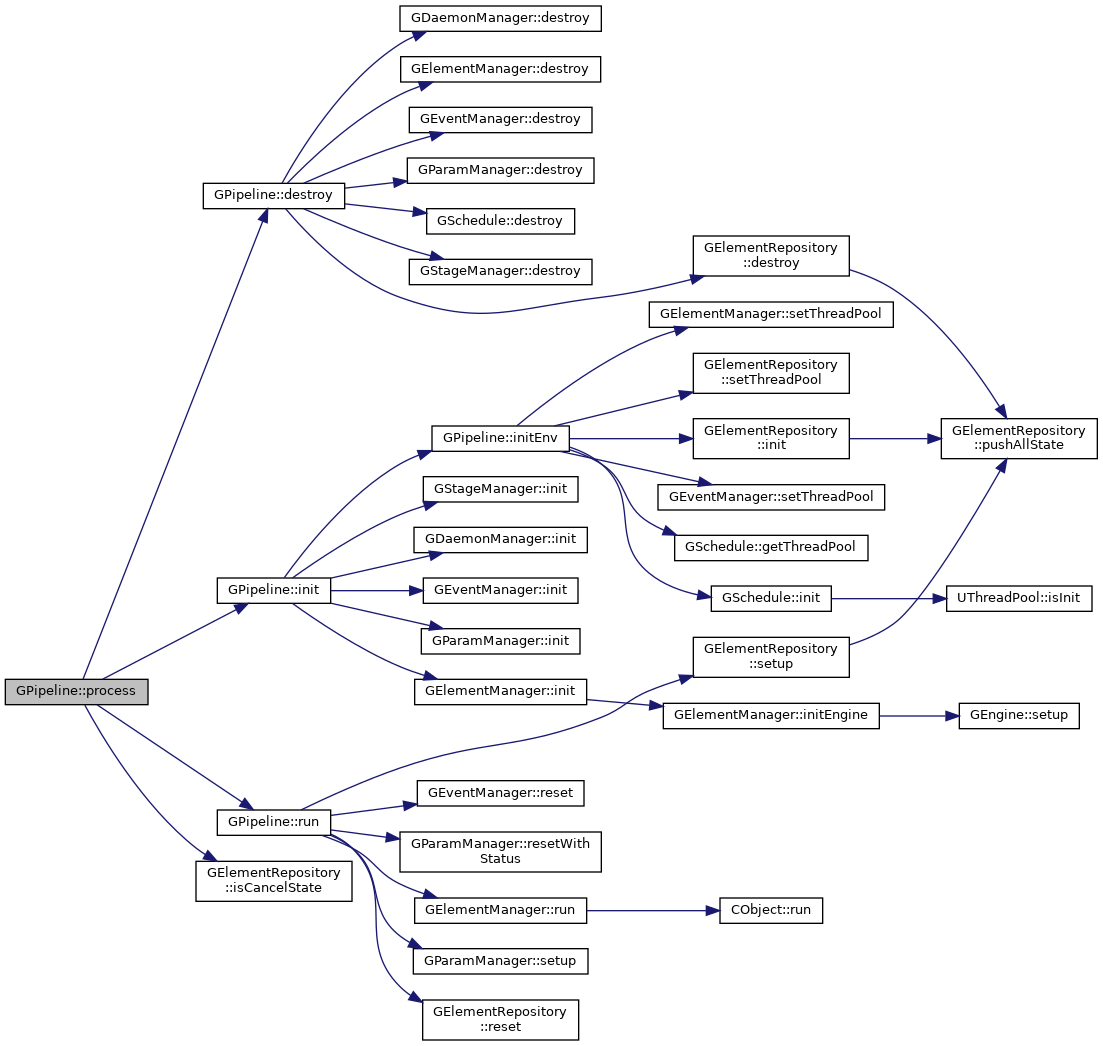 GDaemonManager::destroy
GElementManager::destroy
GEventManager::destroy
GParamManager::destroy
GPipeline::destroy
GSchedule::destroy
GStageManager::destroy
GElementRepository
::destroy
GElementManager::setThreadPool
GElementRepository
::setThreadPool
GPipeline::initEnv
GElementRepository
::init
GElementRepository
::pushAllState
GStageManager::init
GEventManager::setThreadPool
GDaemonManager::init
GSchedule::getThreadPool
GPipeline::init
GEventManager::init
GSchedule::init
UThreadPool::isInit
GParamManager::init
GElementRepository
::setup
GPipeline::process
GElementManager::init
GElementManager::initEngine
GEngine::setup
GEventManager::reset
GPipeline::run
GParamManager::resetWith
Status
GElementRepository
::isCancelState
GElementManager::run
CObject::run
GParamManager::setup
GElementRepository
::reset